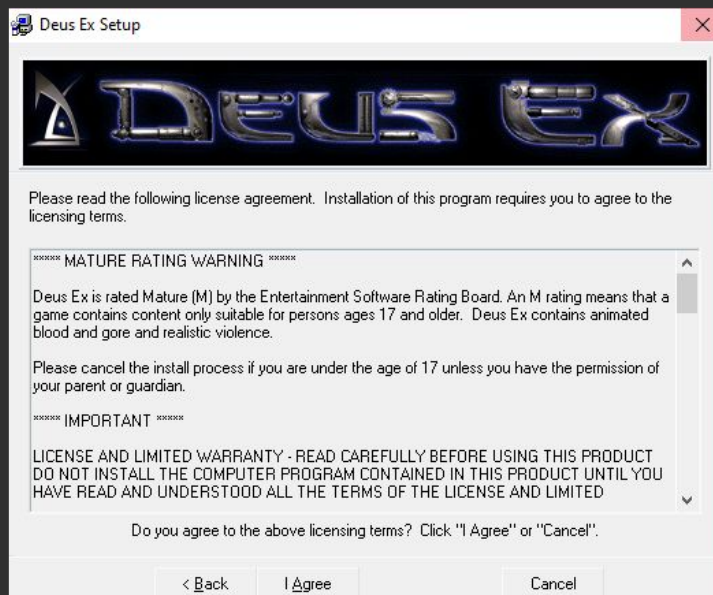 Deus Ex Setup
DEUS EX
Please read the following license agreement.  Installation of this program requires you to agree to the
licensing terms.
***** MATURE RATING WARNING *****
Deus Ex is rated Mature (M) by the Entertainment Software Rating Board. An M rating means that a
game contains content only suitable for persons ages 17 and older.  Deus Ex contains animated
blood and gore and realistic violence.
Please cancel the install process if you are under the age of 17 unless you have the permission of
your parent or guardian.
***** IMPORTANT *****
LICENSE AND LIMITED WARRANTY - READ CAREFULLY BEFORE USING THIS PRODUCT
DO NOT INSTALL THE COMPUTER PROGRAM CONTAINED IN THIS PRODUCT UNTIL YOU
HAVE READ AND UNDERSTOOD ALL THE TERMS OF THE LICENSE AND LIMITED
Do you agree to the above licensing terms?  Click "I Agree" or "Cancel".
< Back I Agree Cancel